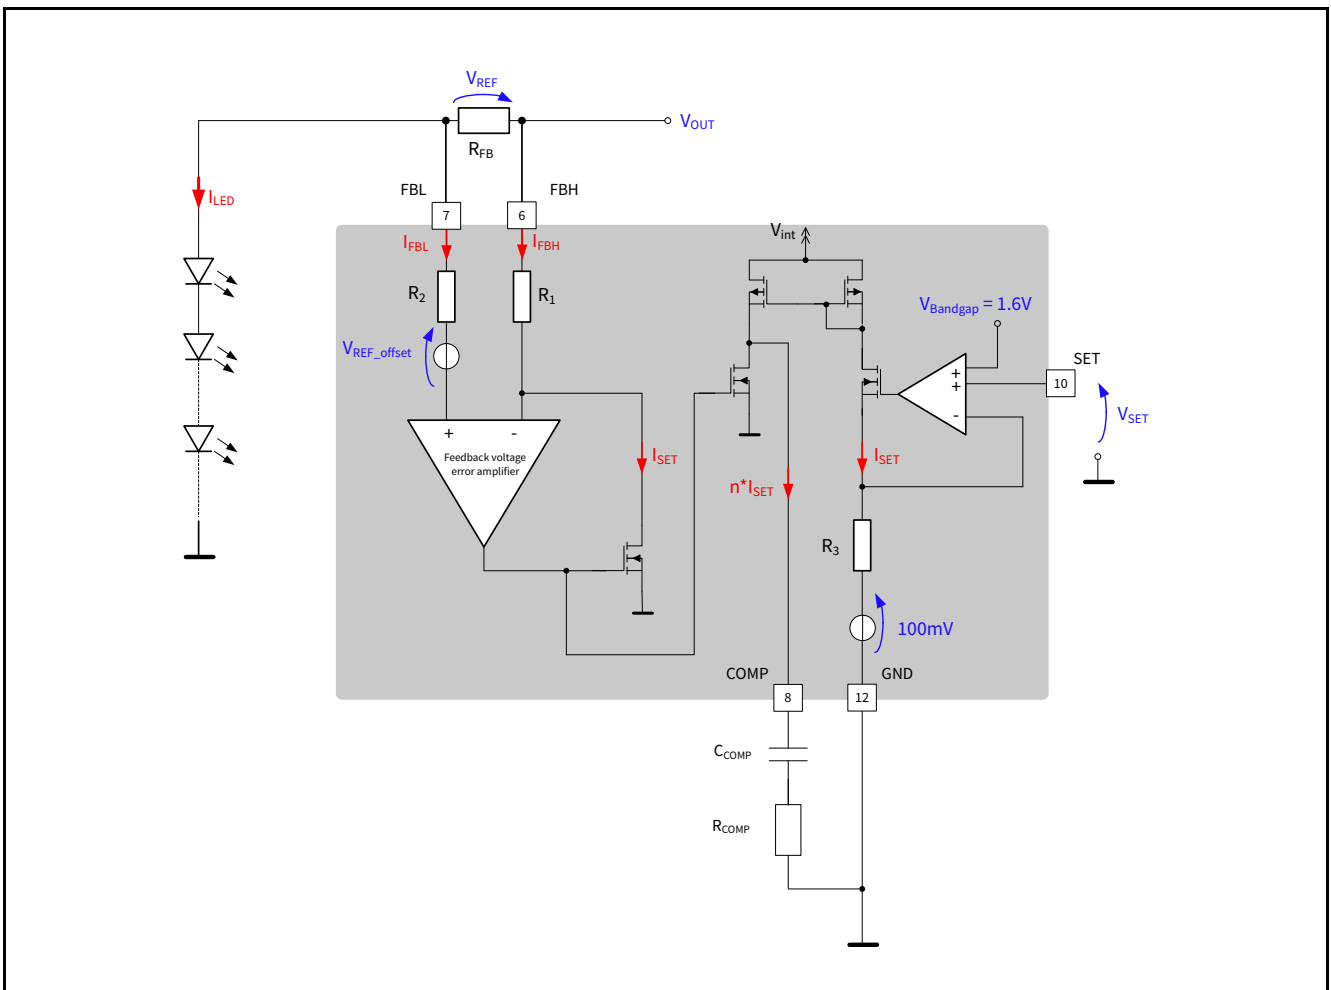 VREF
VOUT
RFB
FBL
FBH
7
6
ILED
IFBL
IFBH
Vint
R2
R1
VBandgap = 1.6V
VREF_offset
SET
10
+
+
-
VSET
+
-
Feedback voltage
error amplifier
ISET
ISET
n*ISET
R3
100mV
COMP
GND
8
12
CCOMP
RCOMP